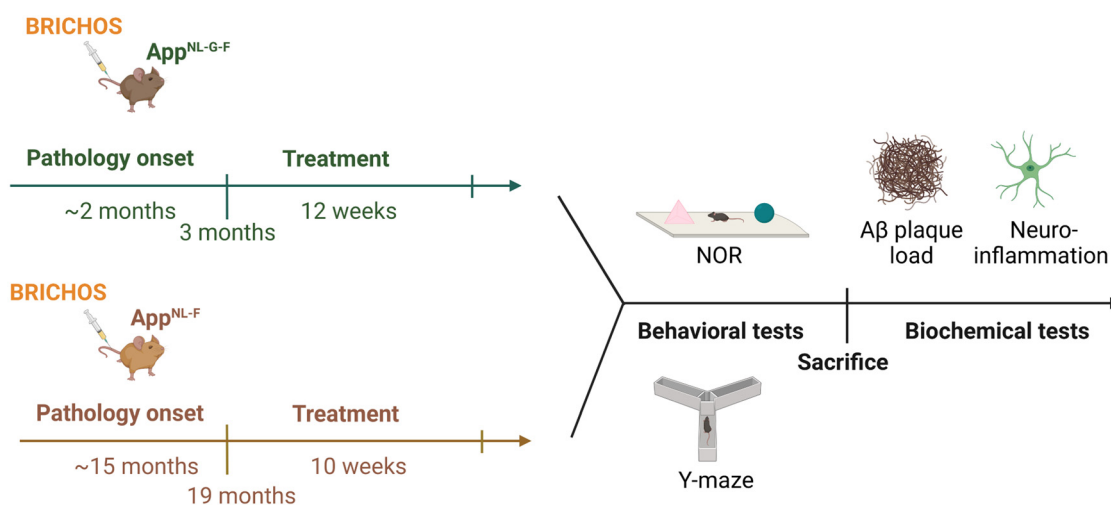 BRICHOS
App^NL-G-F
Pathology onset
Treatment
~2 months
12 weeks
3 months
BRICHOS
App^NL-F
Pathology onset
Treatment
~15 months
10 weeks
19 months
NOR
Aβ plaque
load
Neuro-
inflammation
Behavioral tests
Biochemical tests
Sacrifice
Y-maze